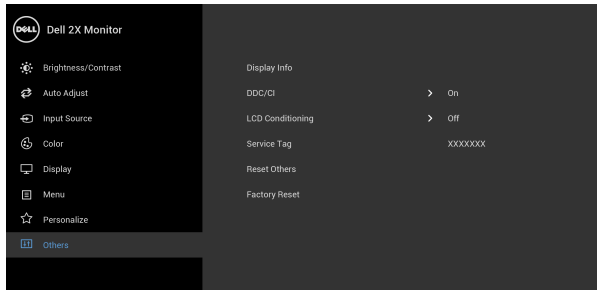 DELL Dell 2X Monitor
Brightness/Contrast
Auto Adjust
Input Source
Color
Display
Menu
Personalize
Others
Display Info
DDC/CI > On
LCD Conditioning > Off
Service Tag XXXXXXX
Reset Others
Factory Reset